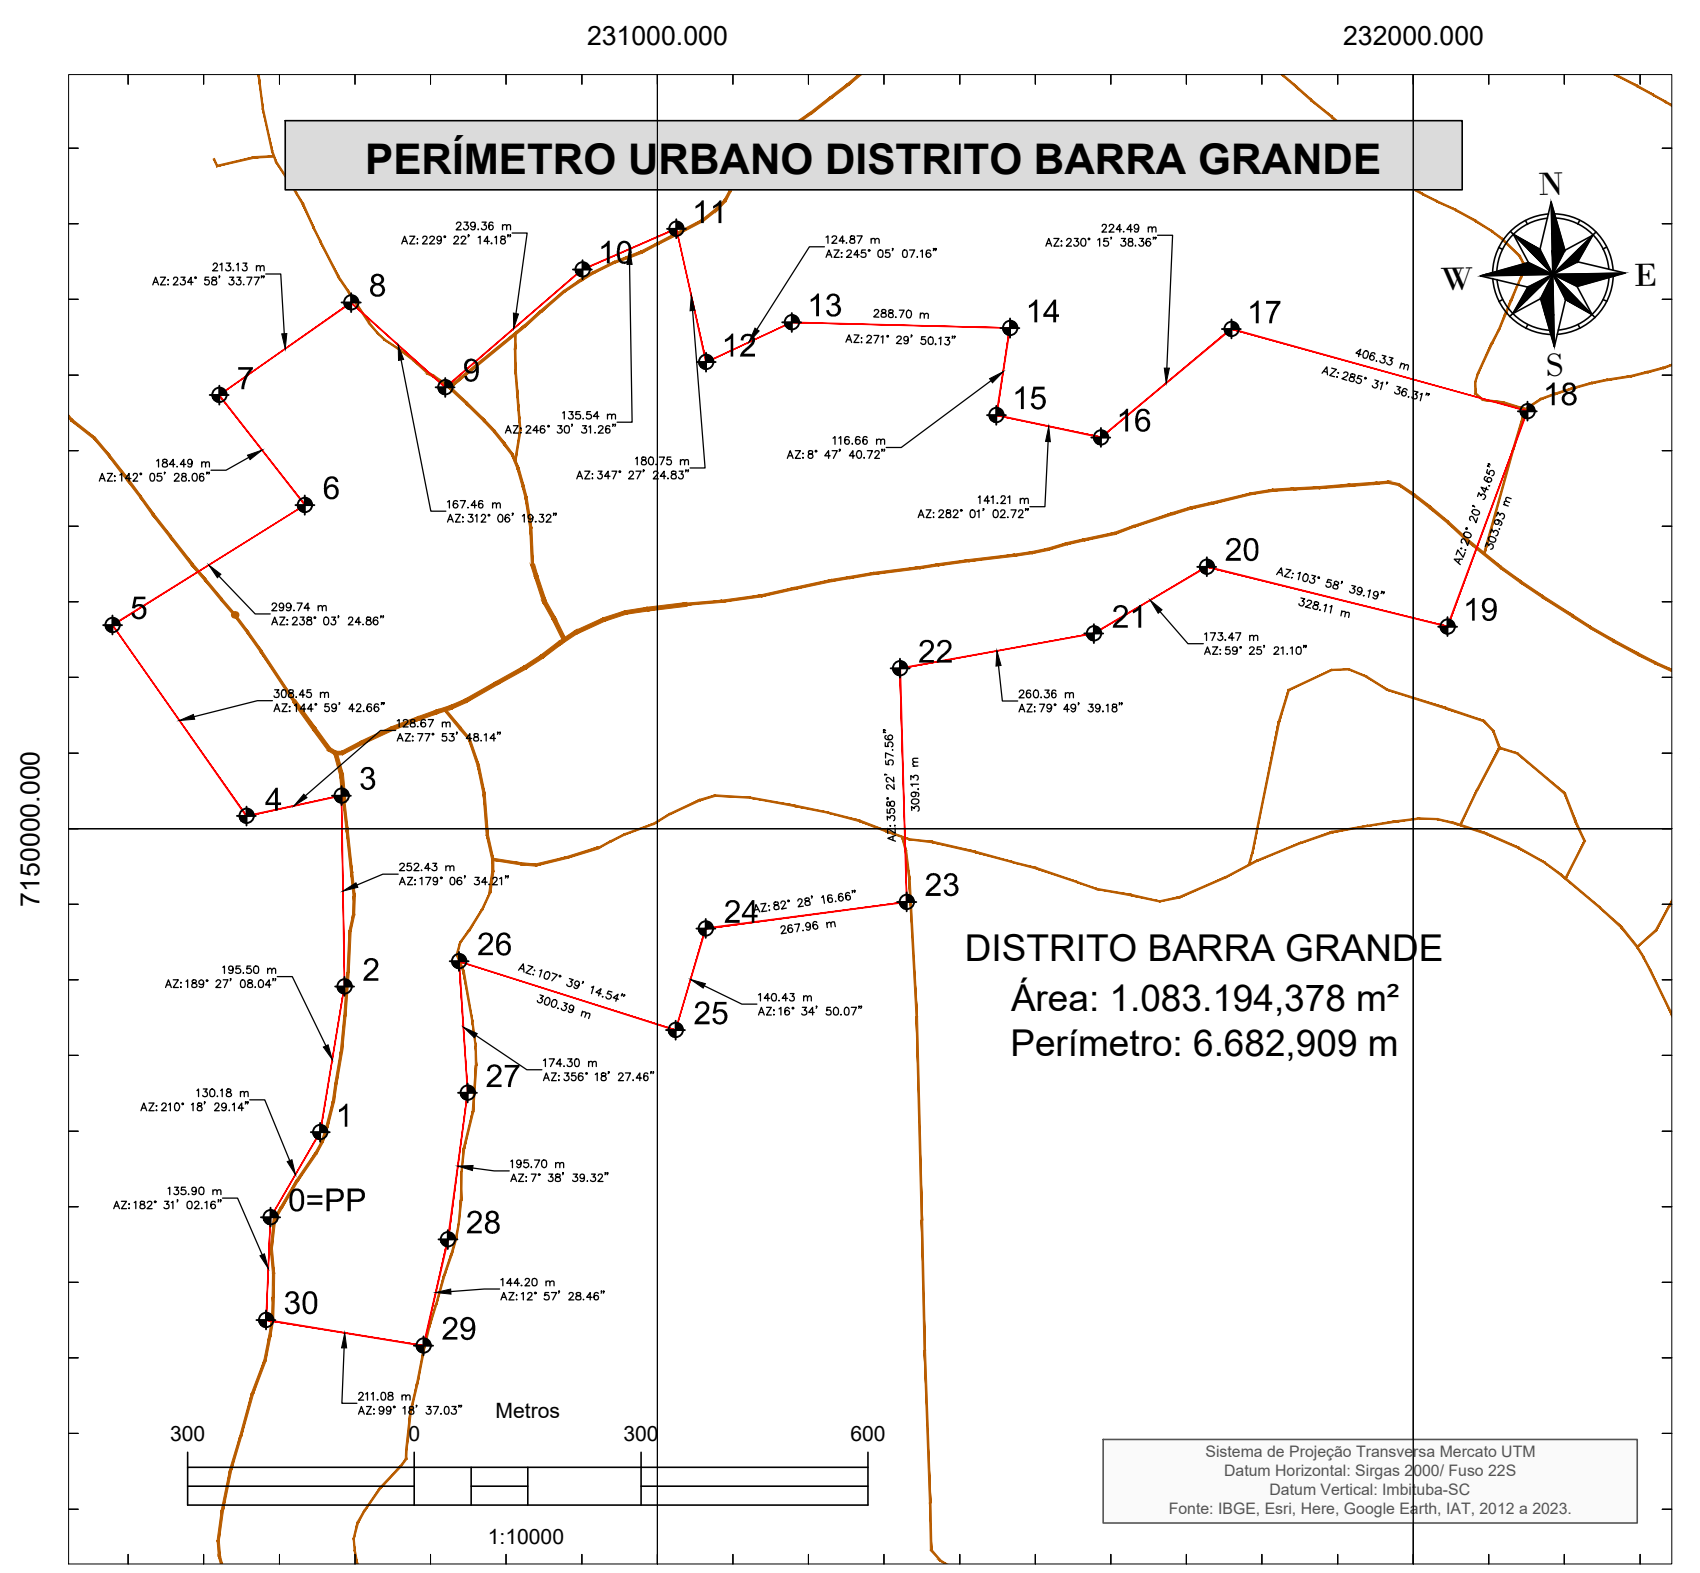 231000.000
232000.000
PERÍMETRO URBANO DISTRITO BARRA GRANDE
N
W
E
S
7150000.000
11
239.36 m
AZ: 229° 22' 14.18"
10
124.87 m
AZ: 245° 05' 07.16"
224.49 m
AZ: 230° 15' 38.36"
213.13 m
AZ: 234° 58' 33.77"
8
13
288.70 m
AZ: 271° 29' 50.13"
14
17
406.33 m
AZ: 285° 31' 36.31"
12
7
9
15
16
18
135.54 m
AZ: 246° 30' 31.26"
116.66 m
AZ: 8° 47' 40.72"
180.75 m
AZ: 347° 27' 24.83"
184.49 m
AZ: 142° 05' 28.06"
6
167.46 m
AZ: 312° 06' 19.32"
141.21 m
AZ: 282° 01' 02.72"
AZ: 20° 20' 34.65"
303.93 m
20
AZ: 103° 58' 39.19"
328.11 m
5
299.74 m
AZ: 238° 03' 24.86"
21
19
173.47 m
AZ: 59° 25' 21.10"
22
308.45 m
AZ: 144° 59' 42.66"
260.36 m
AZ: 79° 49' 39.18"
128.67 m
AZ: 77° 53' 48.14"
AZ: 358° 22' 57.56"
309.13 m
3
4
252.43 m
AZ: 179° 06' 34.21"
23
24
AZ: 82° 28' 16.66"
267.96 m
DISTRITO BARRA GRANDE
Área: 1.083.194,378 m²
Perímetro: 6.682,909 m
26
AZ: 107° 39' 14.54"
300.39 m
195.50 m
AZ: 189° 27' 08.04"
2
140.43 m
AZ: 16° 34' 50.07"
25
174.30 m
AZ: 356° 18' 27.46"
27
130.18 m
AZ: 210° 18' 29.14"
1
195.70 m
AZ: 7° 38' 39.32"
135.90 m
AZ: 182° 31' 02.16"
0=PP
28
144.20 m
AZ: 12° 57' 28.46"
30
29
211.08 m
AZ: 99° 18' 37.03"
Metros
300
0
300
600
1:10000
Sistema de Projeção Transversa Mercato UTM
Datum Horizontal: Sirgas 2000/ Fuso 22S
Datum Vertical: Imbituba-SC
Fonte: IBGE, Esri, Here, Google Earth, IAT, 2012 a 2023.